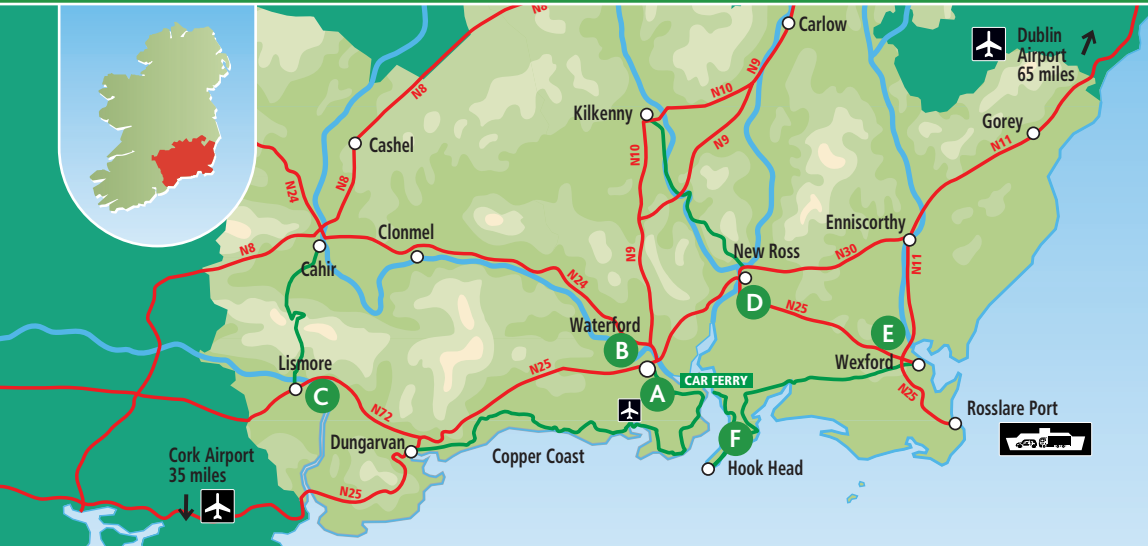 N8
Carlow
Dublin
Airport
65 miles
N9
N10
N8
Kilkenny
Gorey
N11
Cashel
N10
N9
N24
N8
Enniscorthy
Clonmel
N8
N9
New Ross
N30
N11
Cahir
N24
D
N25
Waterford
B
E
Lismore
N25
Wexford
CAR FERRY
C
A
N25
N72
Rosslare Port
Dungarvan
F
Cork Airport
35 miles
Copper Coast
Hook Head
N25